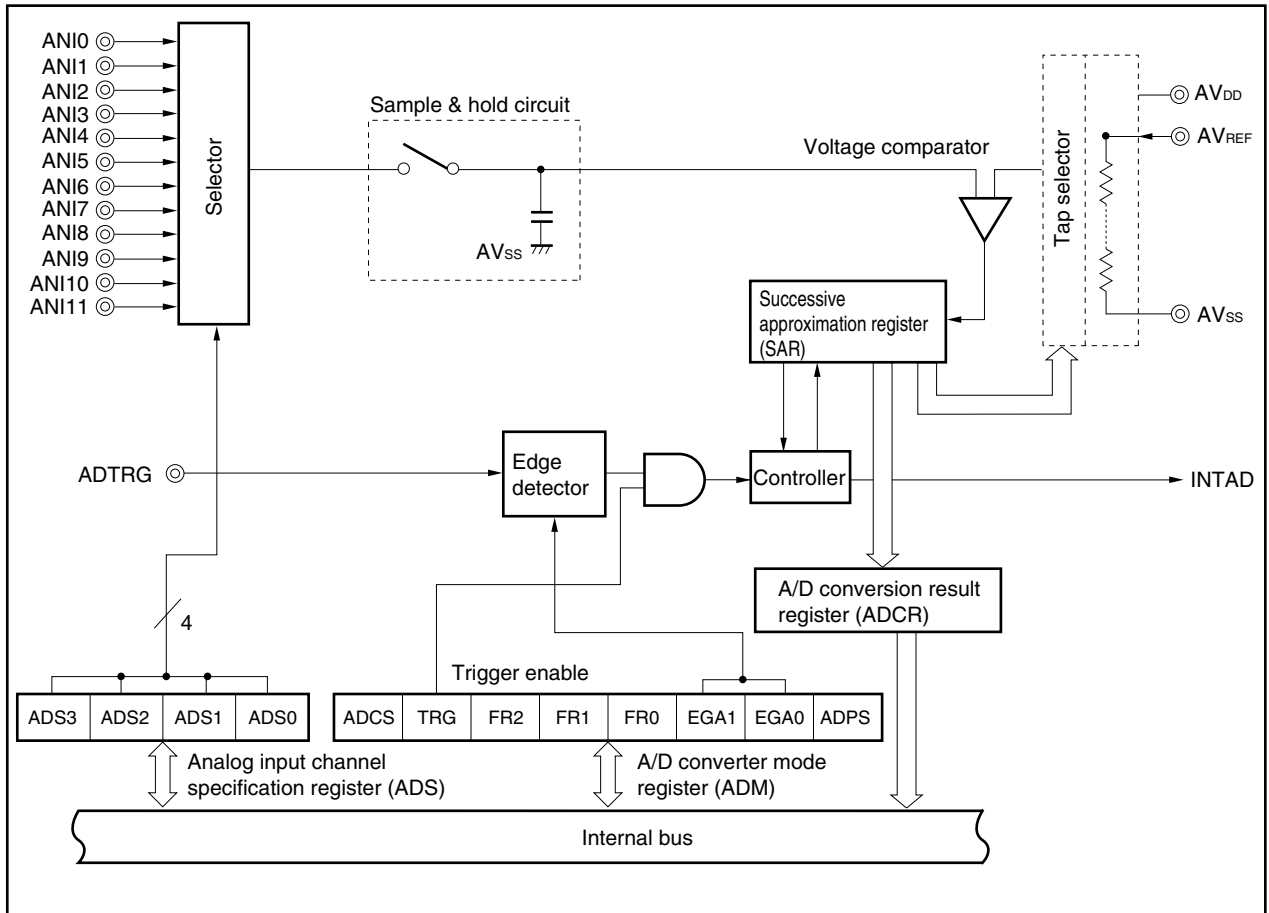 ANI0
ANI1
ANI2
ANI3
ANI4
ANI5
ANI6
ANI7
ANI8
ANI9
ANI10
ANI11
Selector
Sample & hold circuit
AVSS
Voltage comparator
Tap selector
AVDD
AVREF
AVSS
Successive
approximation register
(SAR)
ADTRG
Edge
detector
Controller
INTAD
A/D conversion result
register (ADCR)
4
Trigger enable
ADS3 ADS2 ADS1 ADS0
ADCS TRG FR2 FR1 FR0 EGA1 EGA0 ADPS
Analog input channel
specification register (ADS)
A/D converter mode
register (ADM)
Internal bus